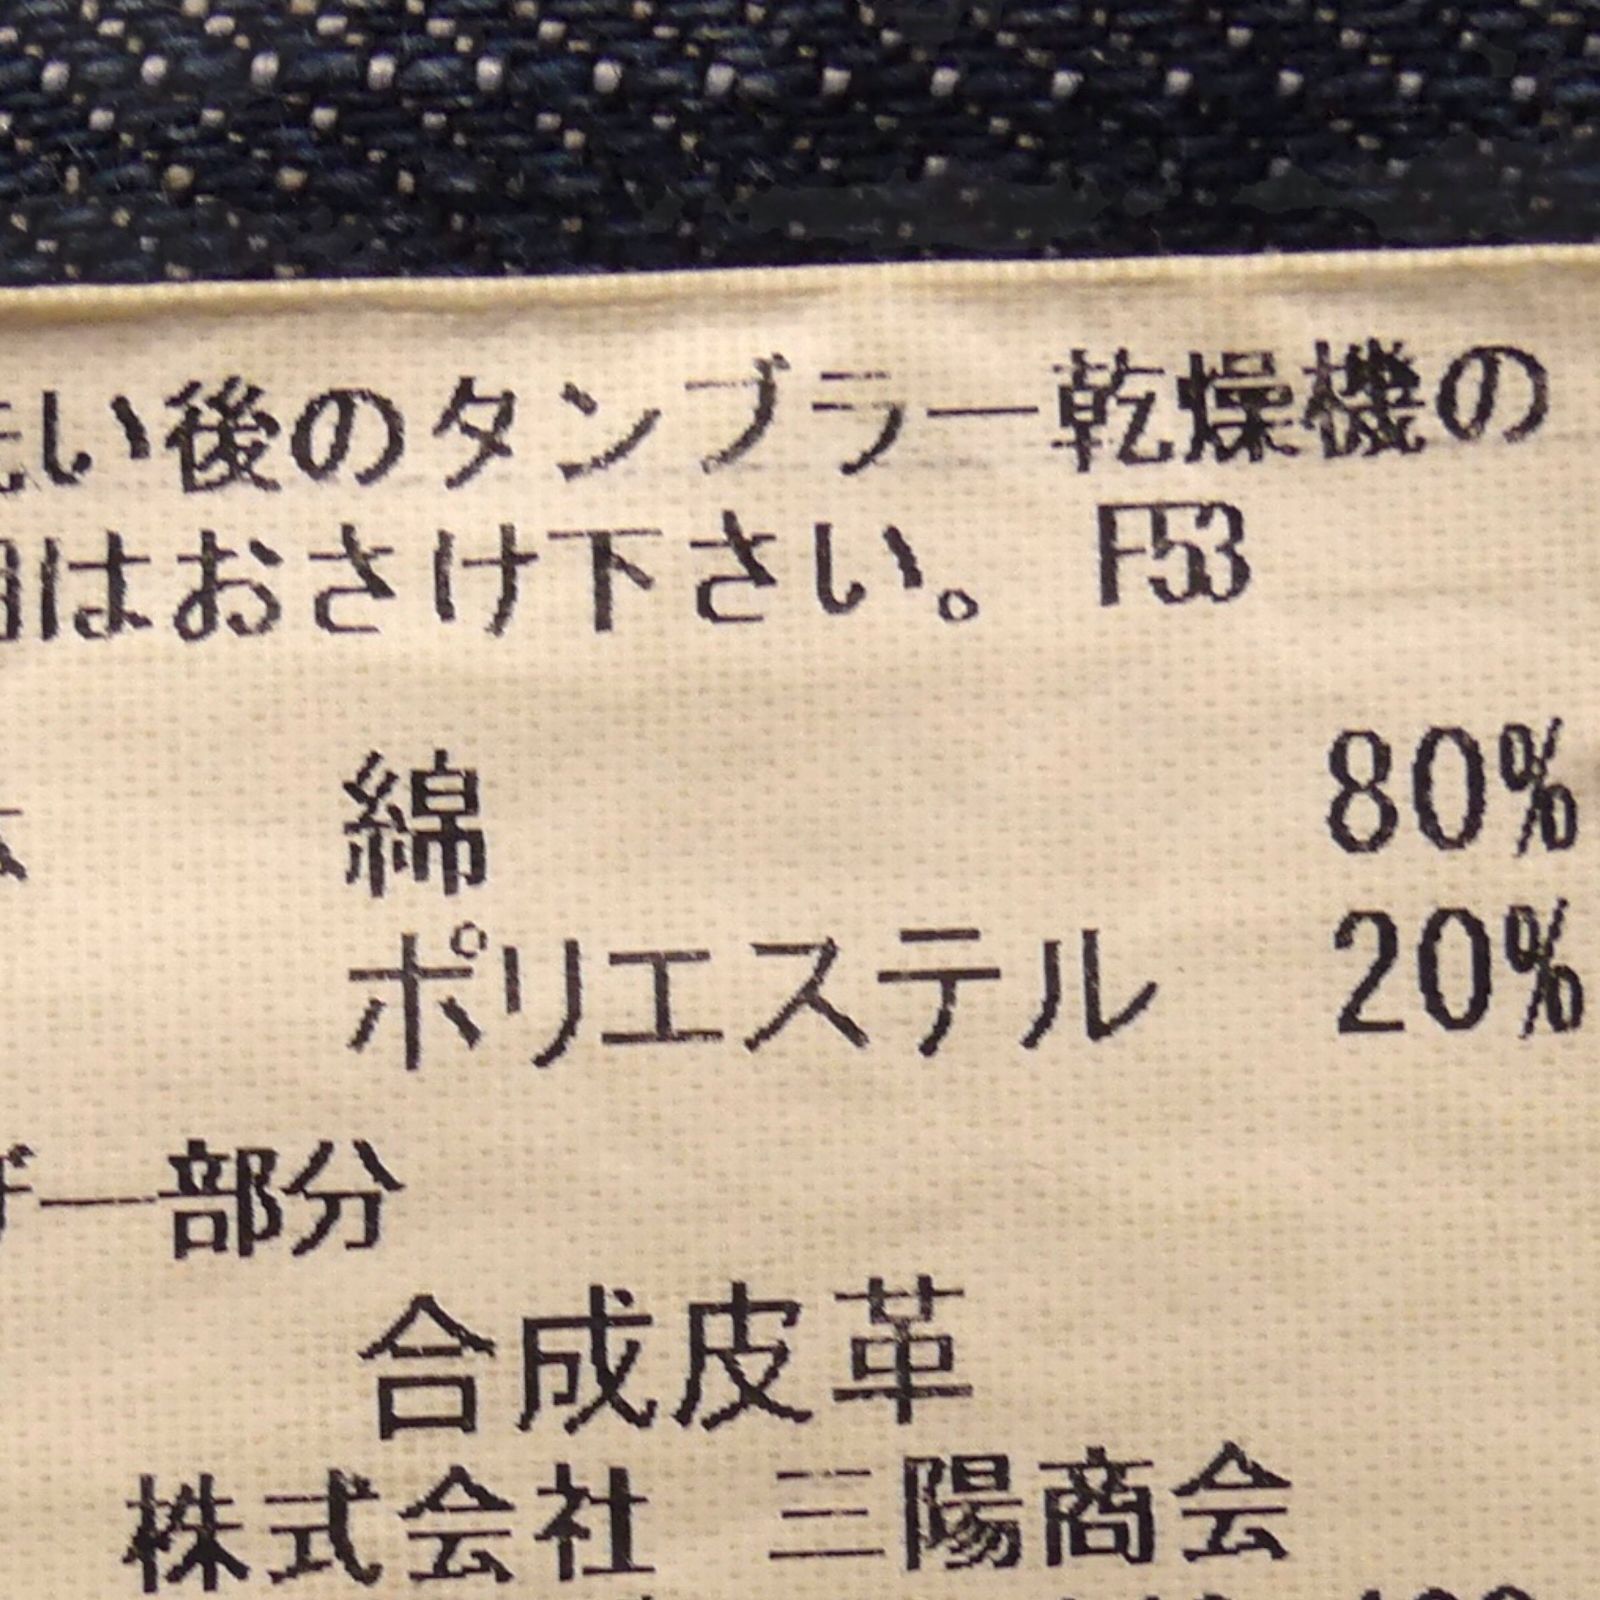 い後のタンブラー乾燥機の
はおさけ下さい。 F53
綿 80%
ポリエステル 20%
ザー部分
合成皮革
株式会社 三陽商会